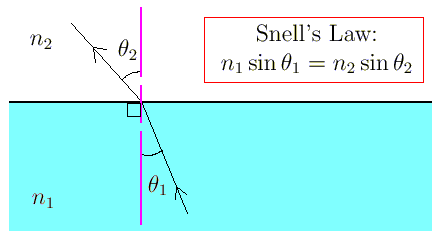 n₂
θ₂
Snell's Law:
n₁ sin θ₁ = n₂ sin θ₂
θ₁
n₁